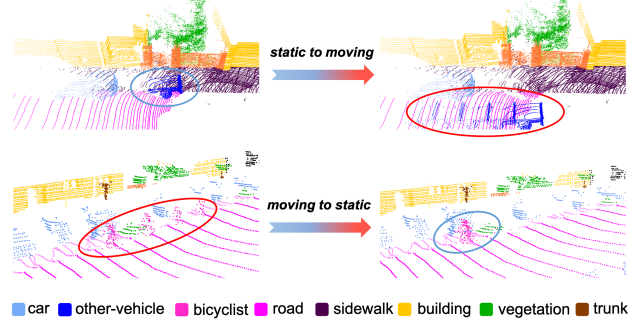 static to moving
moving to static
car other-vehicle bicyclist road sidewalk building vegetation trunk